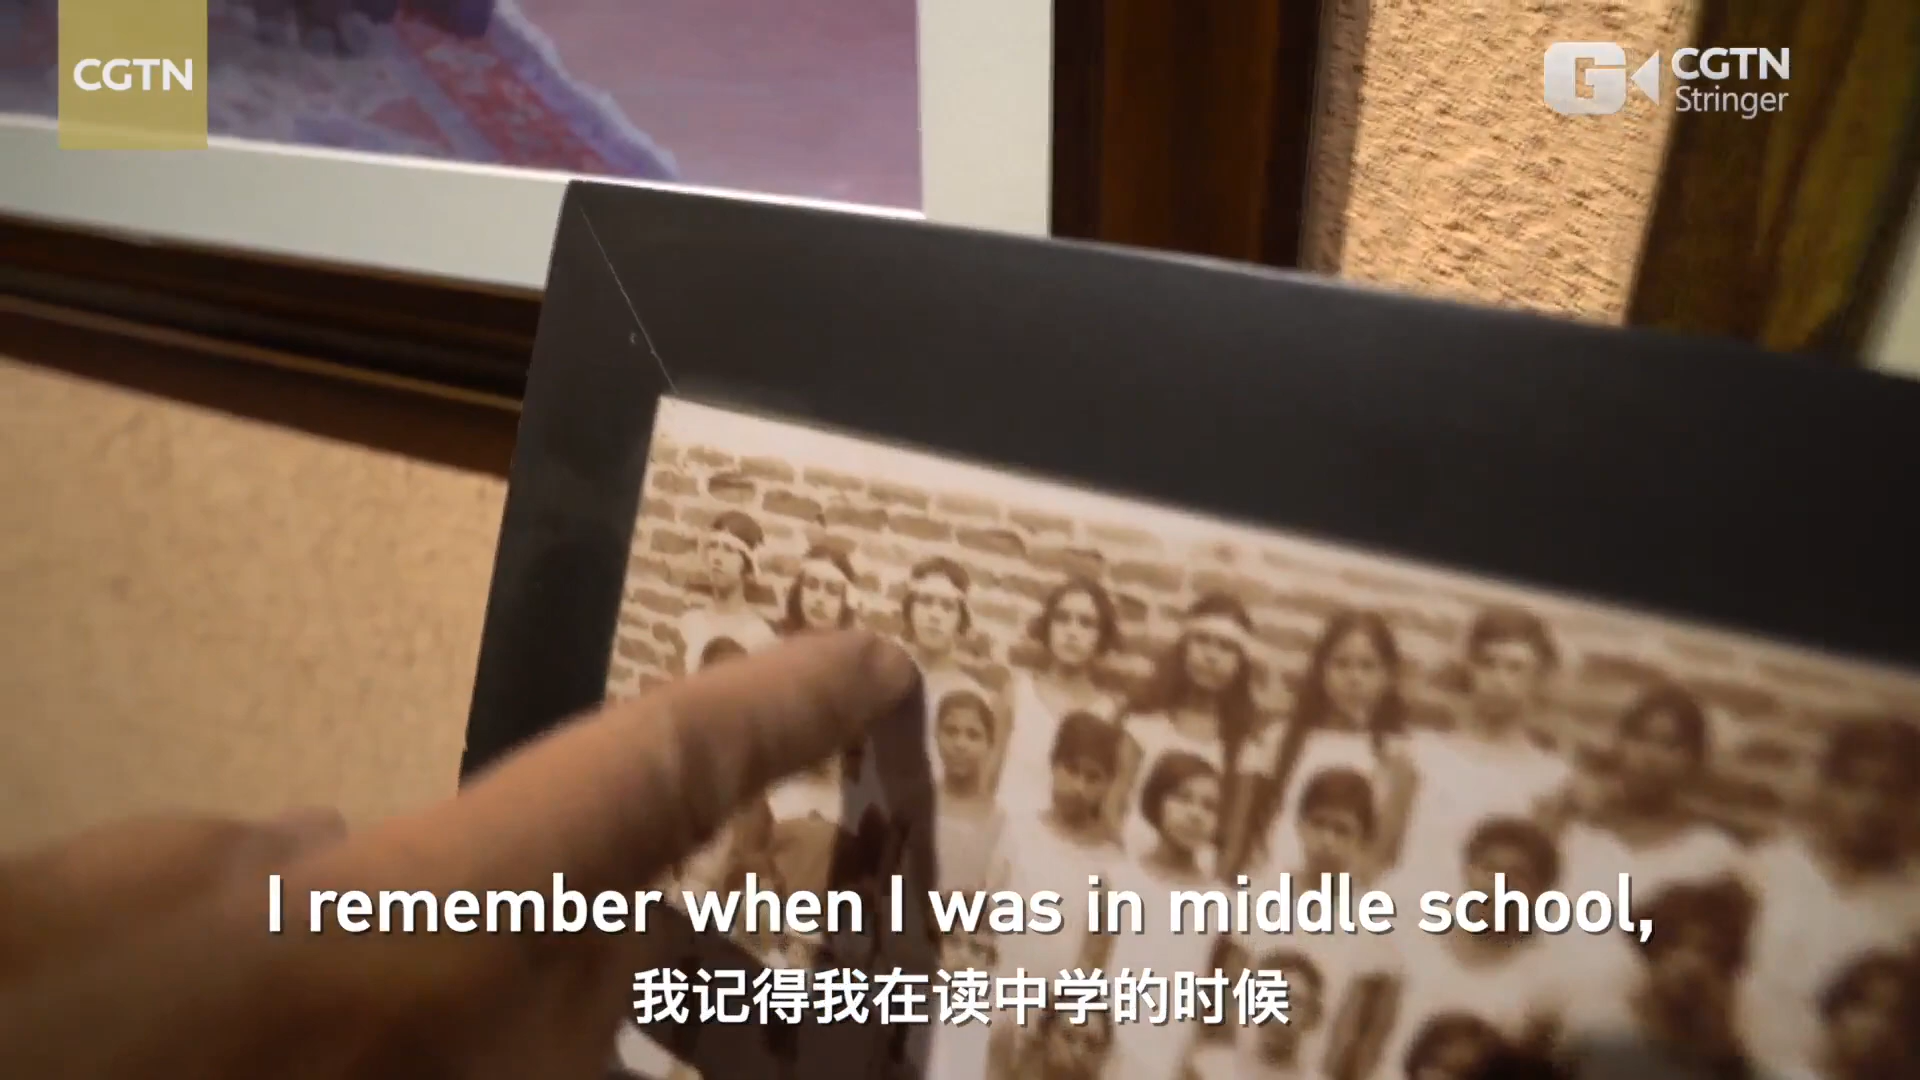 CGTN
CGTN
Stringer
I remember when I was in middle school,
我记得我在读中学的时候